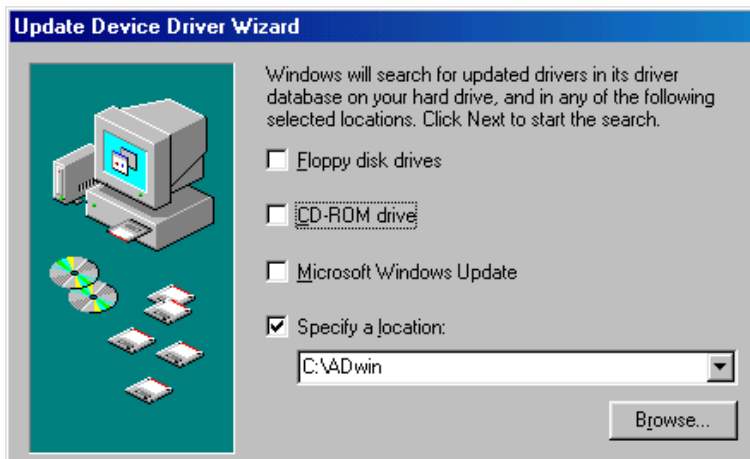 Update Device Driver Wizard
Windows will search for updated drivers in its driver
database on your hard drive, and in any of the following
selected locations. Click Next to start the search.
Floppy disk drives
CD-ROM drive
Microsoft Windows Update
Specify a location:
C:\ADwin
Browse...